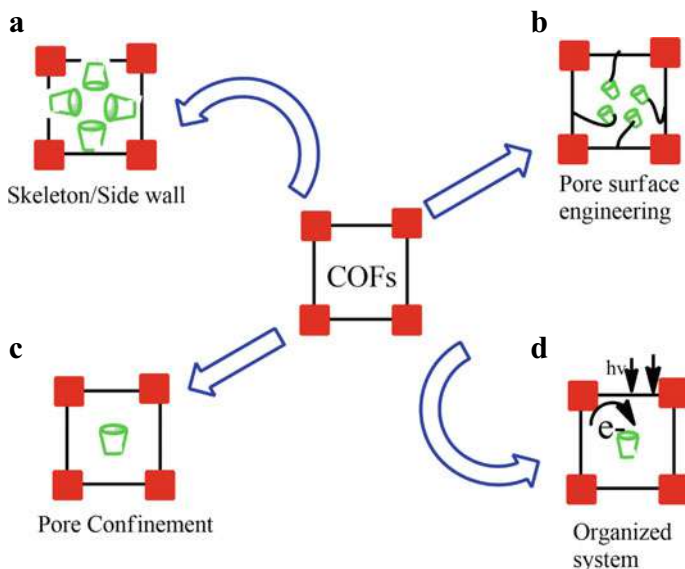 a
Skeleton/Side wall
b
Pore surface
engineering
COFs
c
Pore Confinement
d
hv
e-
Organized
system